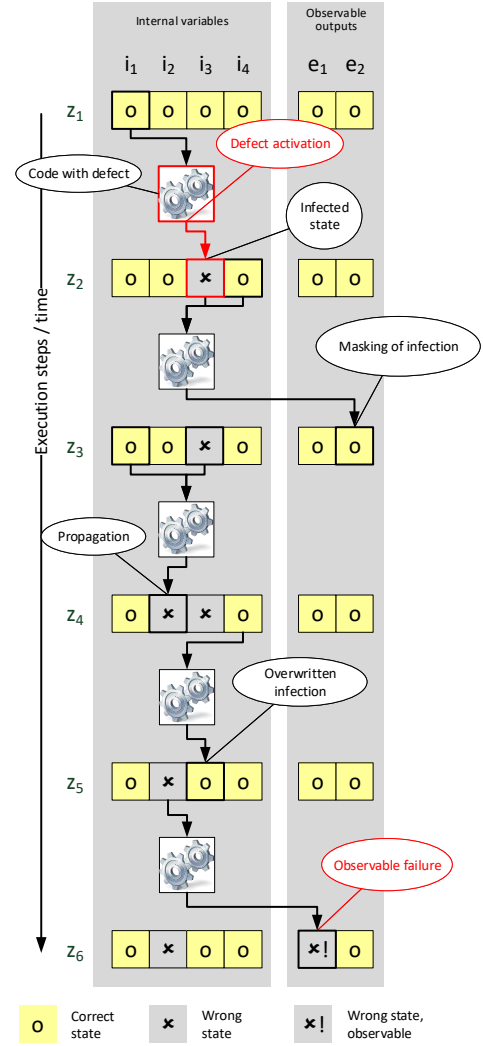 Internal variables
Observable
outputs
i1 i2 i3 i4
e1 e2
z1 o o o o o o
Defect activation
Code with defect
Infected
state
z2 o o × o o o
Execution steps / time
Masking of infection
z3 o o × o o o
Propagation
z4 o × × o o o
Overwritten
infection
z5 o × o o o o
Observable failure
z6 o × o o ×! o
o Correct
state
× Wrong
state
×! Wrong state,
observable